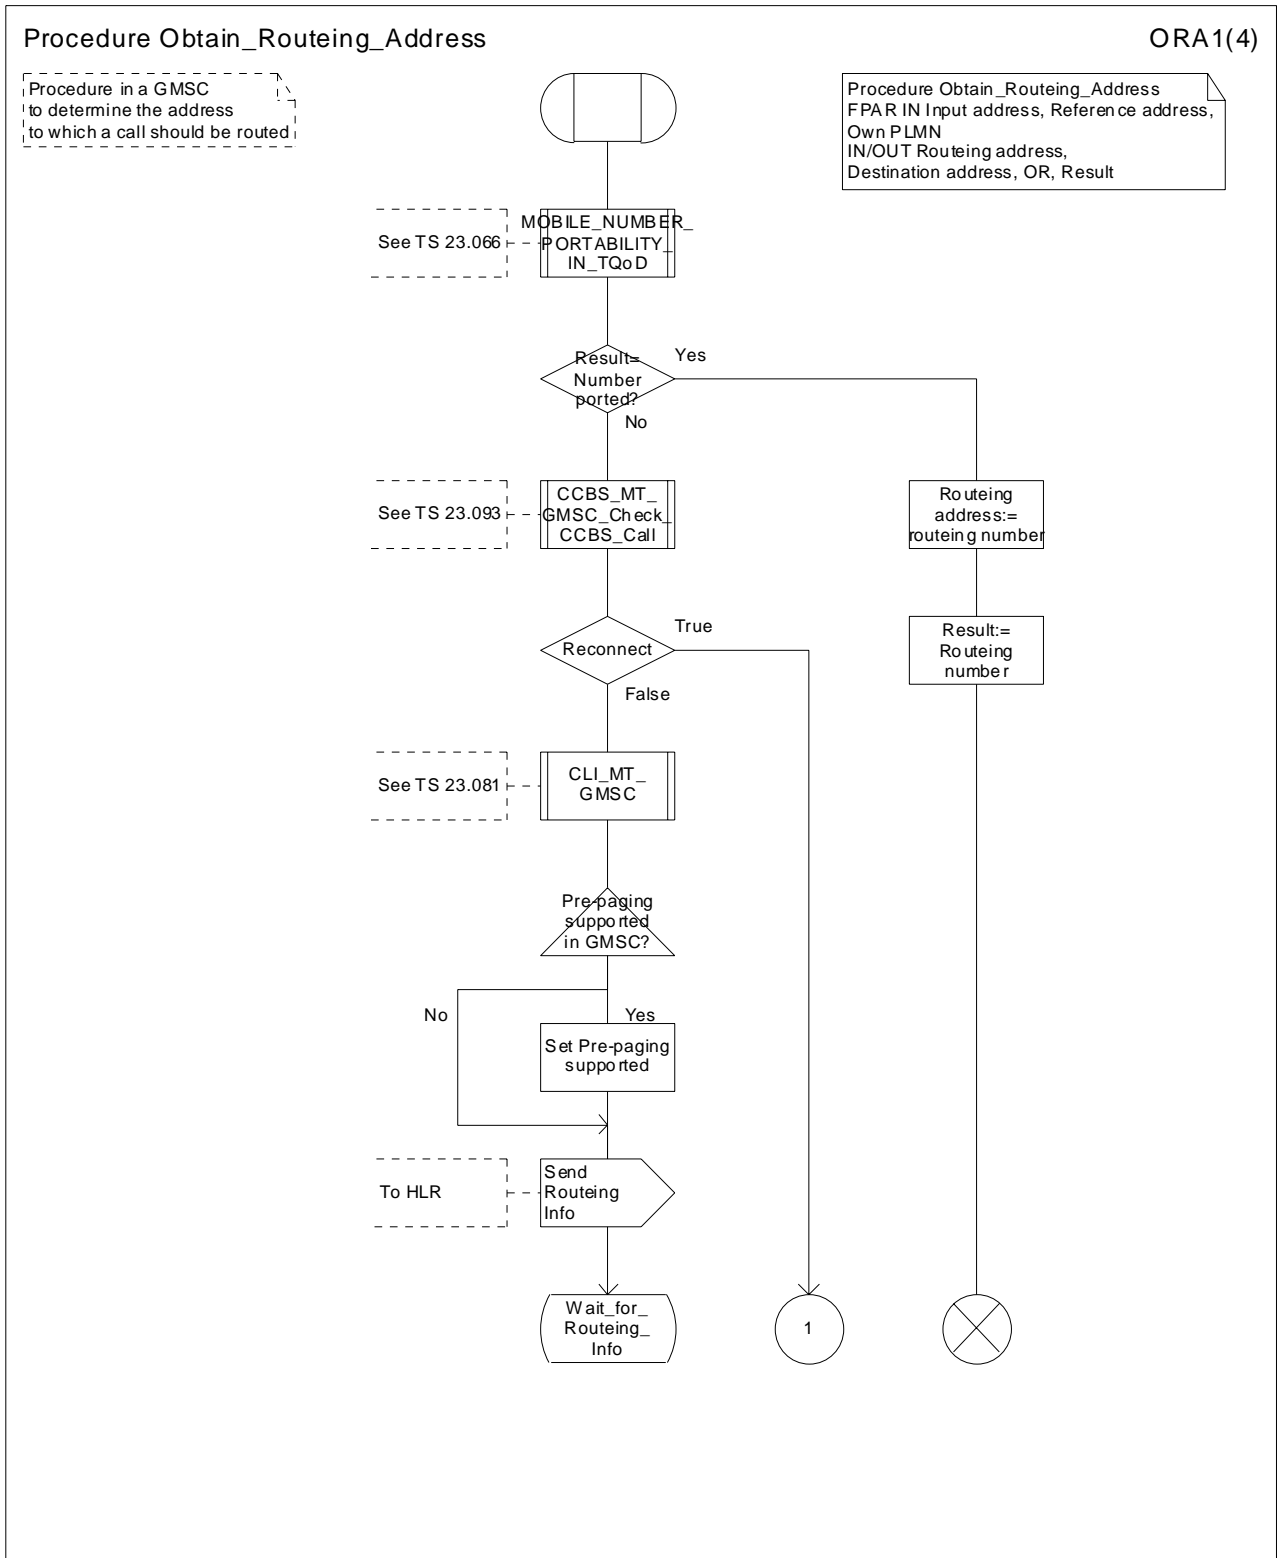 Procedure Obtain_Routeing_Address
ORA1(4)
Procedure in a GMSC
to determine the address
to which a call should be routed
Procedure Obtain_Routeing_Address
FPAR IN Input address, Reference address,
Own PLMN
IN/OUT Routeing address,
Destination address, OR, Result
See TS 23.066
MOBILE_NUMBER_
PORTABILITY_
IN_TQoD
Result=
Number
ported?
Yes
No
See TS 23.093
CCBS_MT_
GMSC_Check_
CCBS_Call
Routeing
address:=
routeing number
Reconnect
True
False
Result:=
Routeing
number
See TS 23.081
CLI_MT_
GMSC
Pre-paging
supported
in GMSC?
No
Yes
Set Pre-paging
supported
To HLR
Send
Routeing
Info
Wait_for_
Routeing_
Info
1